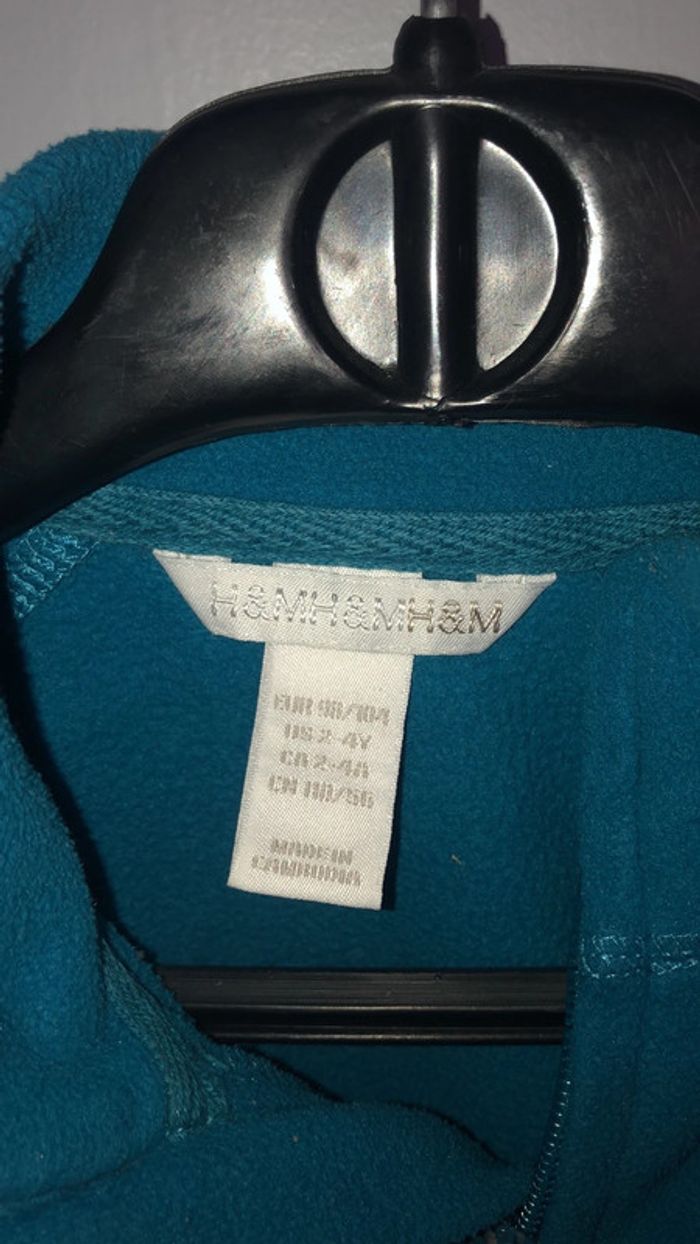 H&MH&MH&M
EUR 98/104
US 2-4Y
CA 2-4A
CN 110/56
MADE IN
CAMBODIA